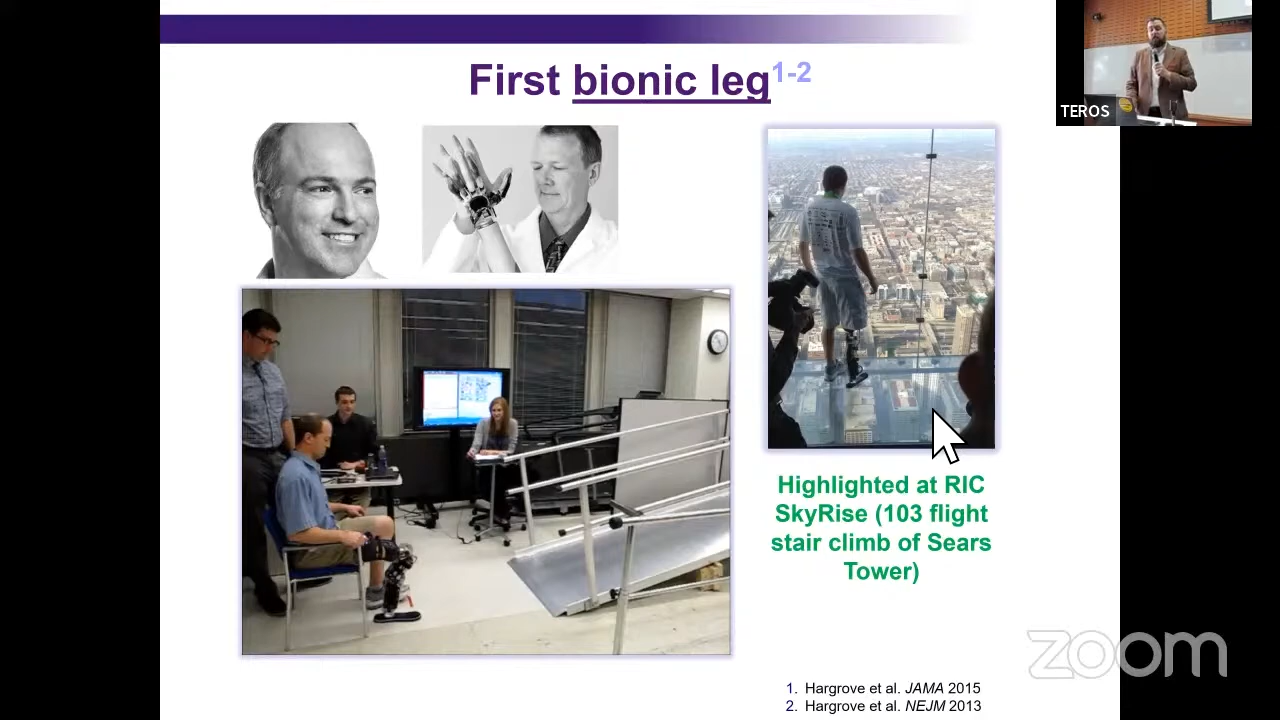 First bionic leg1-2
TEROS
Highlighted at RIC
SkyRise (103 flight
stair climb of Sears
Tower)
zoom
1. Hargrove et al. JAMA 2015
2. Hargrove et al. NEJM 2013